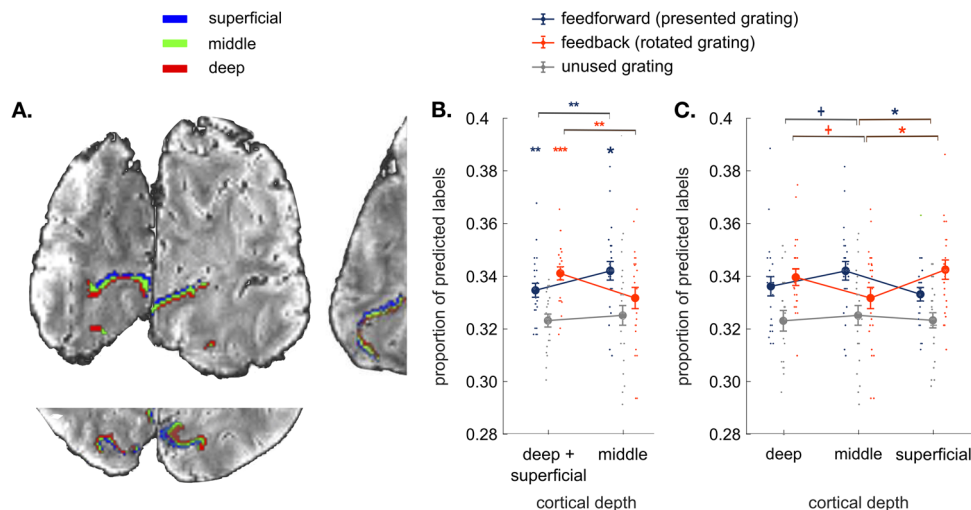 superficial
middle
deep
feedforward (presented grating)
feedback (rotated grating)
unused grating
A.
B.
proportion of predicted labels
0.4
0.38
0.36
0.34
0.32
0.30
0.28
**
**
** *** *
deep + superficial
middle
cortical depth
C.
proportion of predicted labels
0.4
0.38
0.36
0.34
0.32
0.30
0.28
+ *
+ *
deep middle superficial
cortical depth